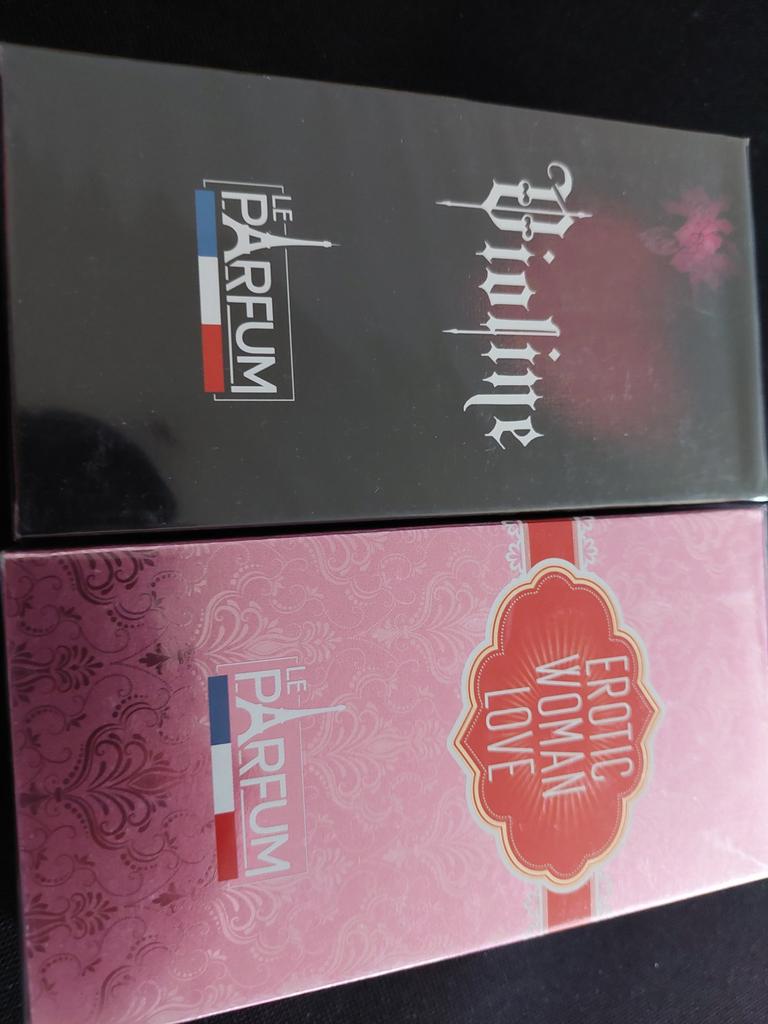 Violine
LE
PARFUM
EROTIC
WOMAN
LOVE
LE
PARFUM